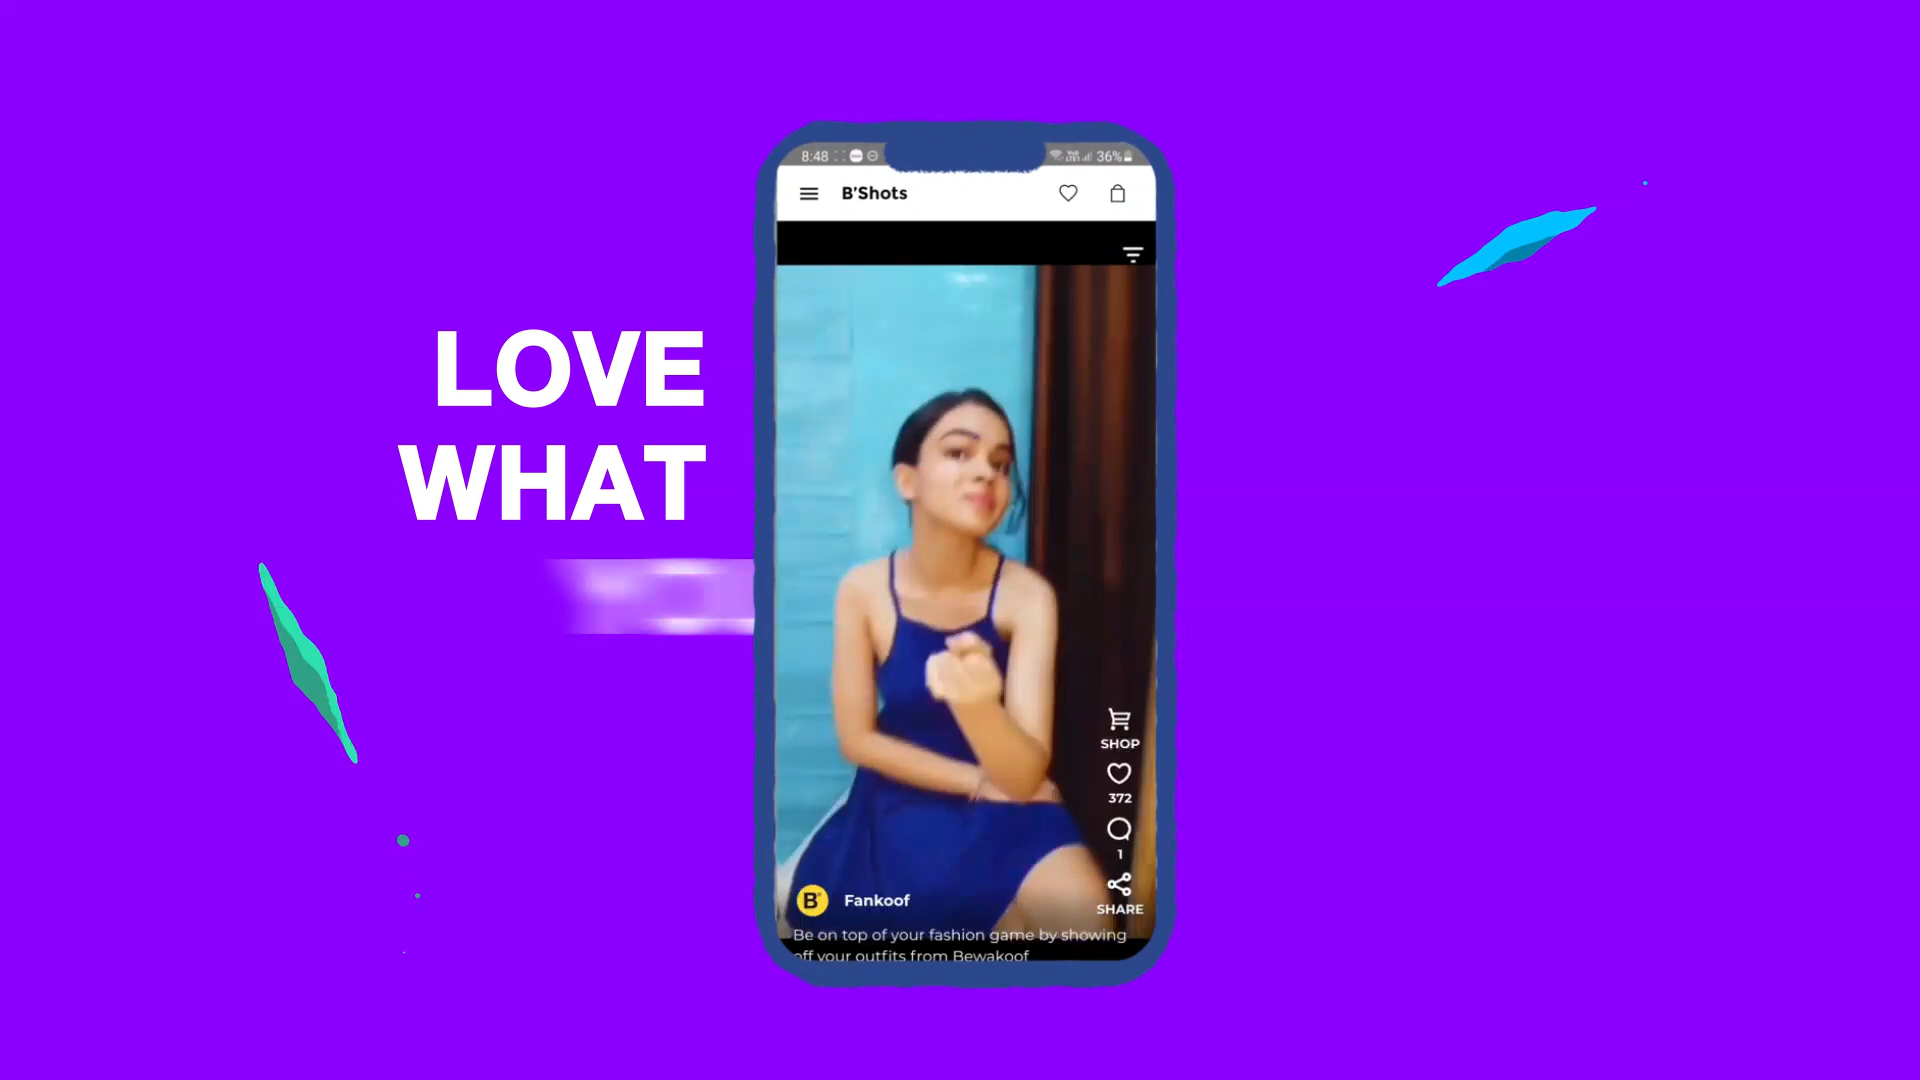 8:48
36%
B'Shots
LOVE
WHAT
SHOP
372
1
SHARE
B
Fankoof
Be on top of your fashion game by showing
off your outfits from Bewakoof